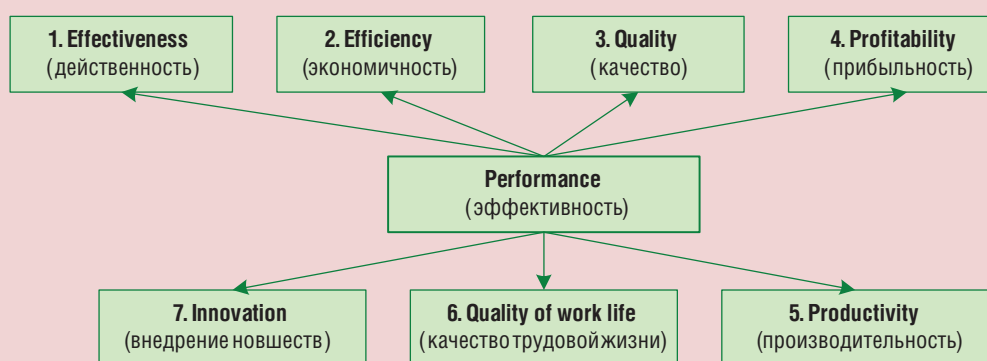 1. Effectiveness
(действенность)
2. Efficiency
(экономичность)
3. Quality
(качество)
4. Profitability
(прибыльность)
Performance
(эффективность)
7. Innovation
(внедрение новшеств)
6. Quality of work life
(качество трудовой жизни)
5. Productivity
(производительность)